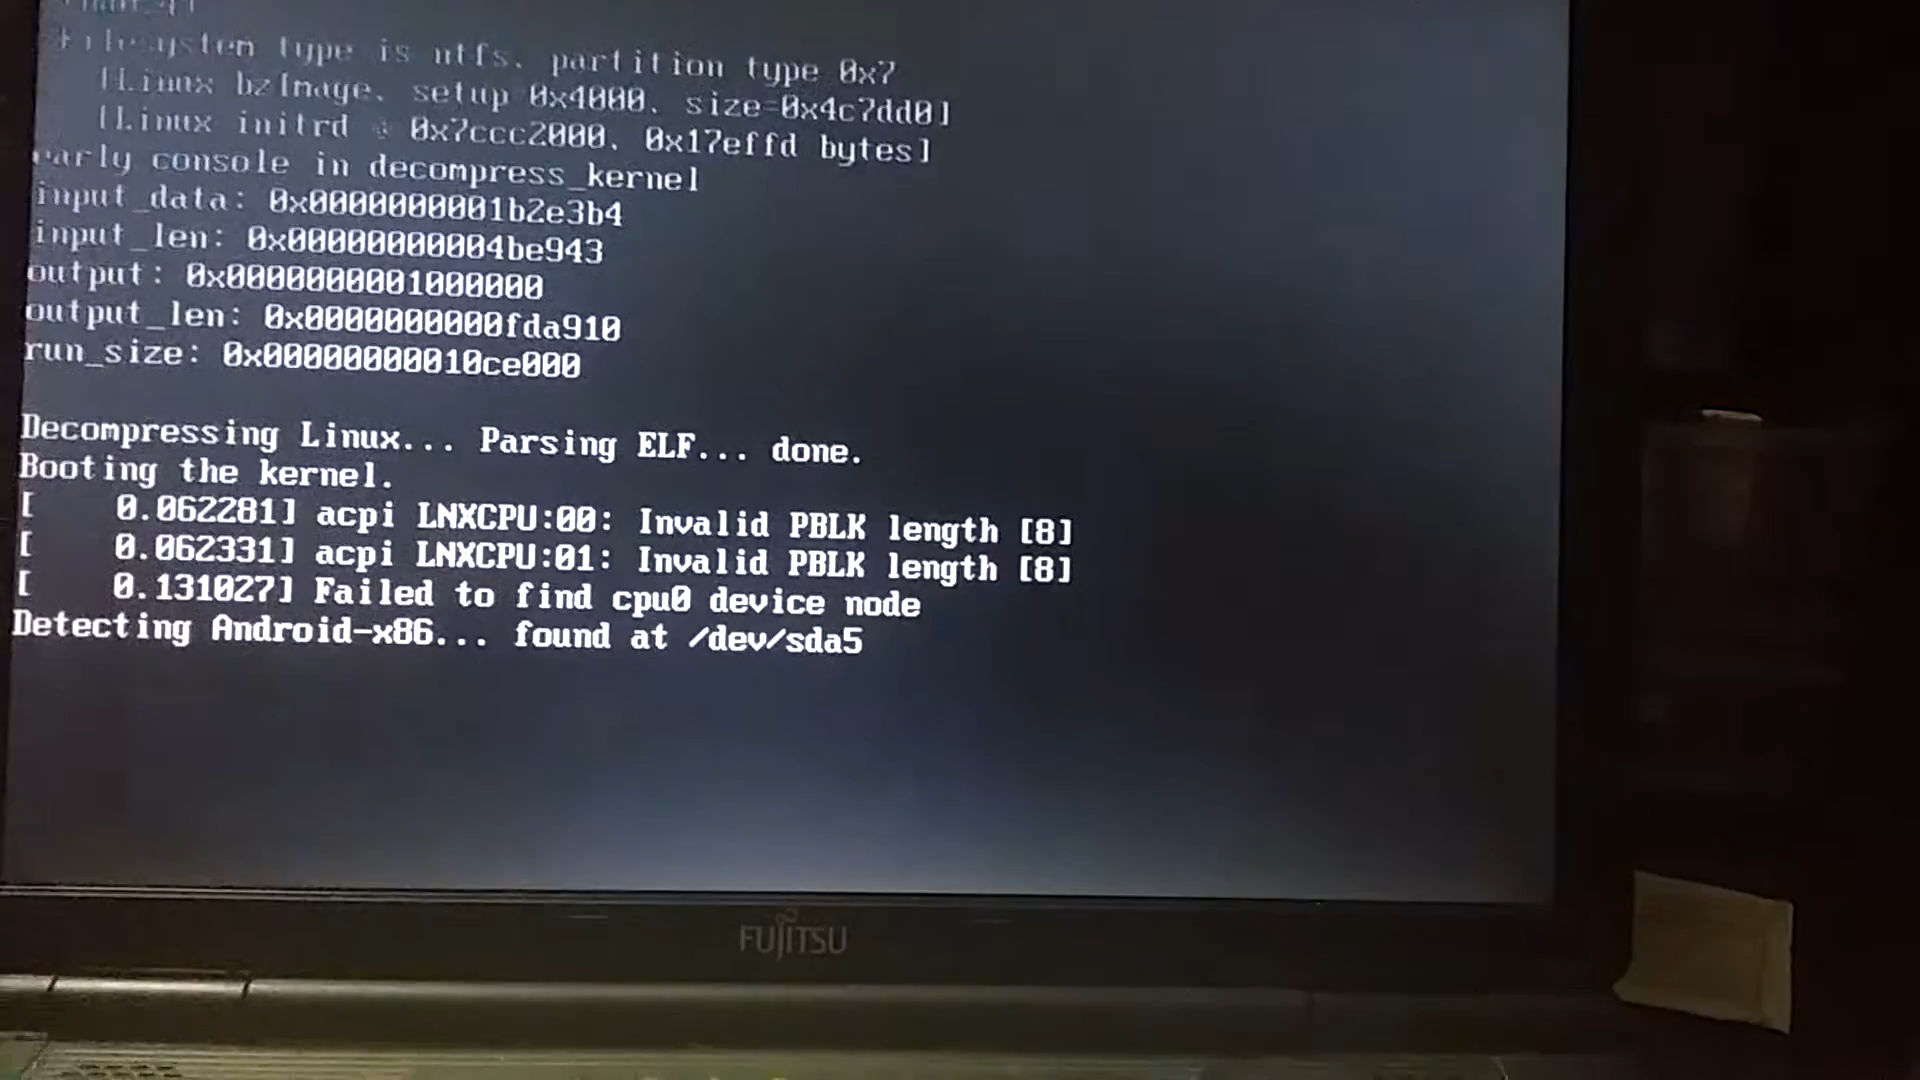 Filesystem type is ntfs, partition type 0x7
[Linux bzImage, setup 0x4000, size=0x4c7dd0]
[Linux initrd 0x7ccc2000, 0x17effd bytes]
early console in decompress_kernel
input_data: 0x0000000001b2e3b4
input_len: 0x00000000004be943
output: 0x0000000001000000
output_len: 0x0000000000fda910
run_size: 0x00000000010ce000
Decompressing Linux... Parsing ELF... done.
Booting the kernel.
[    0.062281] acpi LNXCPU:00: Invalid PBLK length [8]
[    0.062331] acpi LNXCPU:01: Invalid PBLK length [8]
[    0.131027] Failed to find cpu0 device node
Detecting Android-x86... found at /dev/sda5
FUJITSU